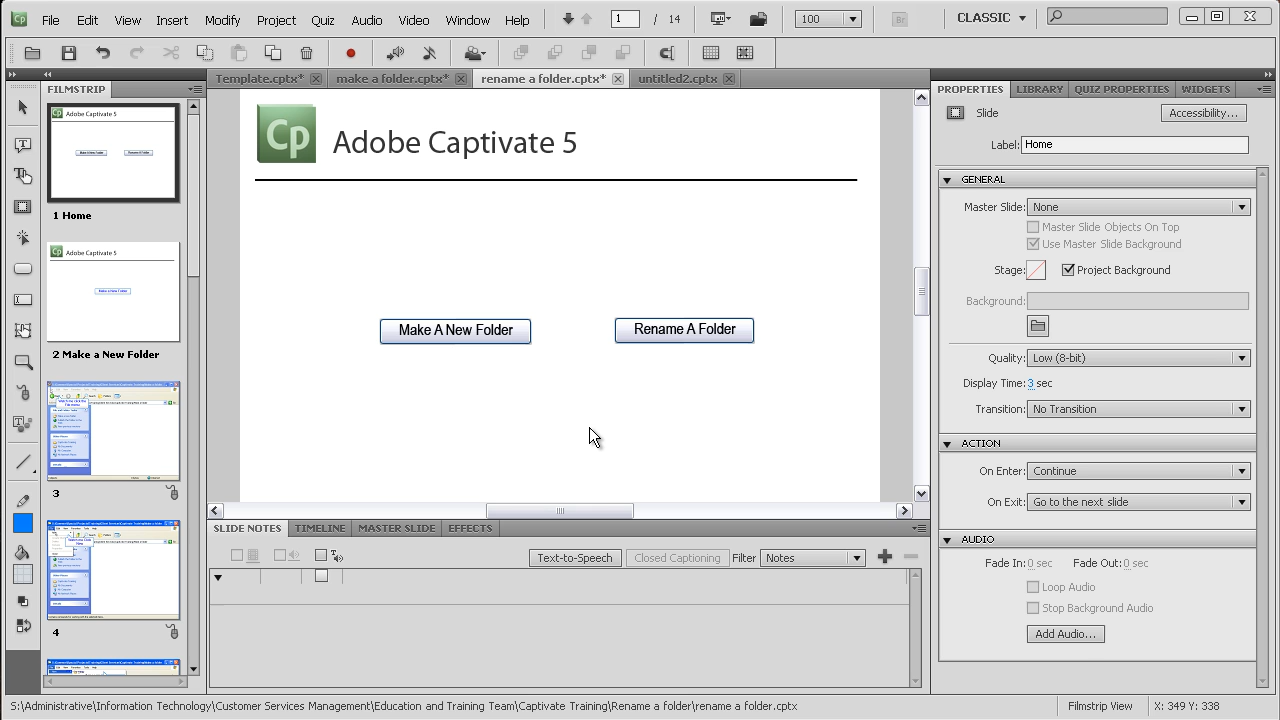 Cp File Edit View Insert Modify Project Quiz Audio Video Window Help 1 / 14 100 Br CLASSIC
Template.cptx* make a folder.cptx* rename a folder.cptx* untitled2.cptx
FILMSTRIP
Adobe Captivate 5
Make A New Folder Rename A Folder
1 Home
Adobe Captivate 5
Make a New Folder
2 Make a New Folder
3
4
Cp Adobe Captivate 5
Make A New Folder Rename A Folder
SLIDE NOTES TIMELINE MASTER SLIDE EFFECTS
Text-to-Speech Closed Captioning Filter Notes
PROPERTIES LIBRARY QUIZ PROPERTIES WIDGETS
Slide Accessibility...
Label: Home
GENERAL
Master Slide: None
Master Slide Objects On Top
Use Master Slide Background
Stage: Project Background
Background:
Quality: Low (8-bit)
Display Time: 3 sec
Transition: No Transition
ACTION
On Enter: Continue
On Exit: Go to the next slide
AUDIO
Fade In: 0 sec Fade Out: 0 sec
Loop Audio
Stop Background Audio
Add Audio...
S:\Administrative\Information Technology\Customer Services Management\Education and Training Team\Captivate Training\Rename a folder\rename a folder.cptx Filmstrip View X: 349 Y: 338